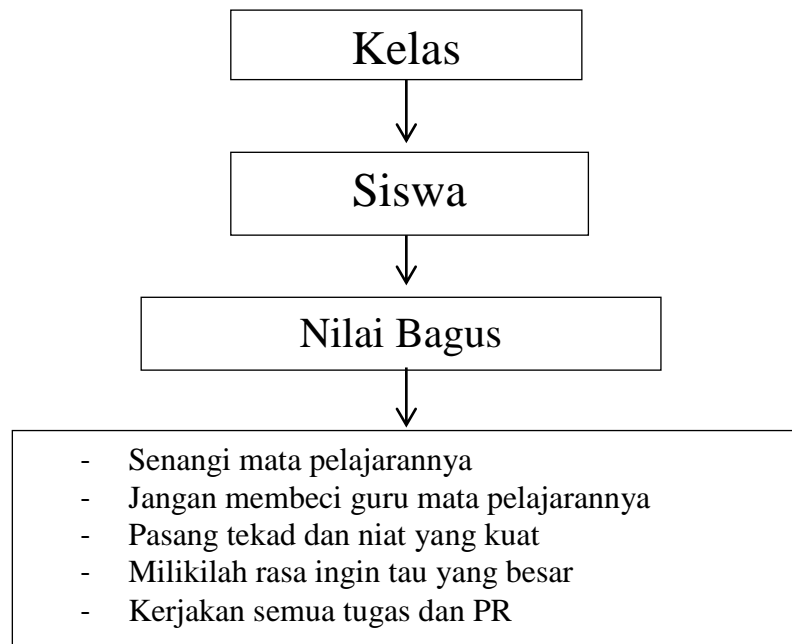 Kelas
Siswa
Nilai Bagus
- Senangi mata pelajarannya
- Jangan membeci guru mata pelajarannya
- Pasang tekad dan niat yang kuat
- Milikilah rasa ingin tau yang besar
- Kerjakan semua tugas dan PR